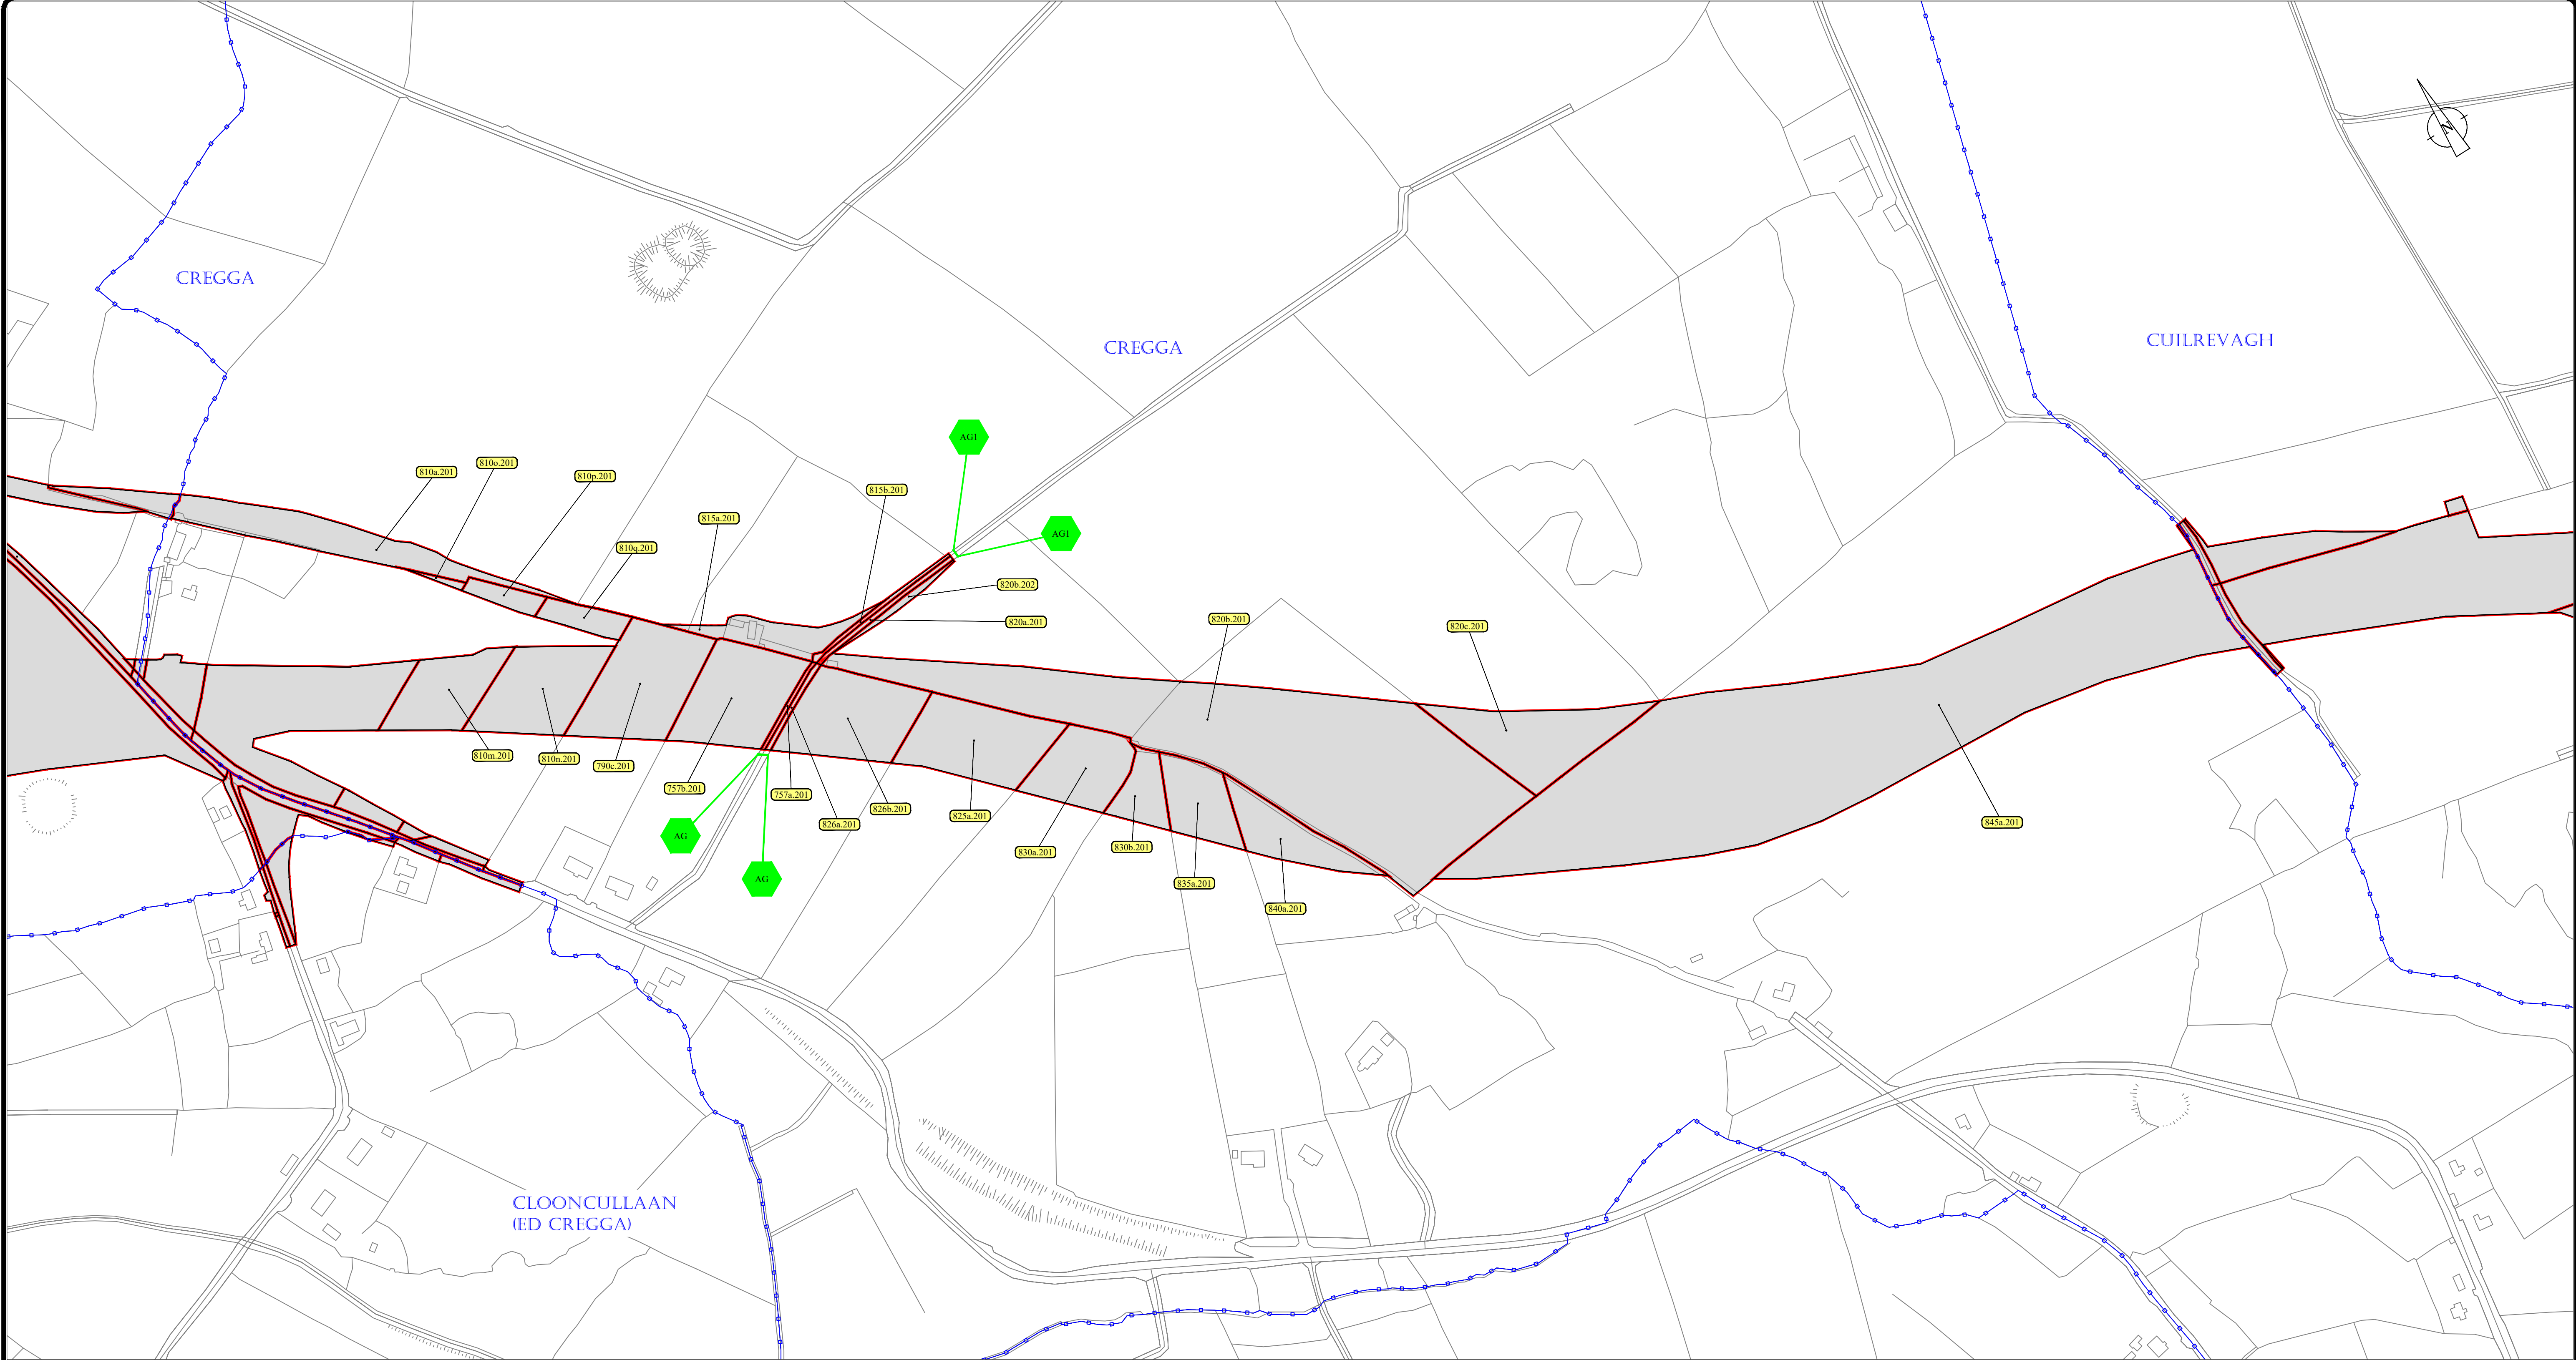 N
CREGGA
CUILREVAGH
CREGGA
AG1
810o.201
810a.201
810p.201
815b.201
815a.201
AG1
810q.201
820b.202
820a.201
820b.201
820c.201
810m.201
810n.201
790c.201
757b.201
757a.201
826b.201
825a.201
845a.201
826a.201
AG
830b.201
830a.201
AG
835a.201
840a.201
CLOONCULLAAN
(ED CREGGA)